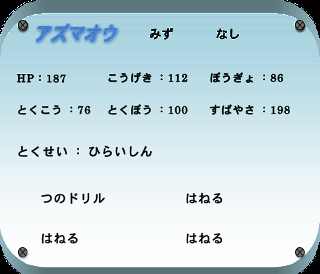 アズマオウ みず なし
HP：187 こうげき：112 ぼうぎょ：86
とくこう：76 とくぼう：100 すばやさ：198
とくせい：ひらいしん
つのドリル はねる
はねる はねる